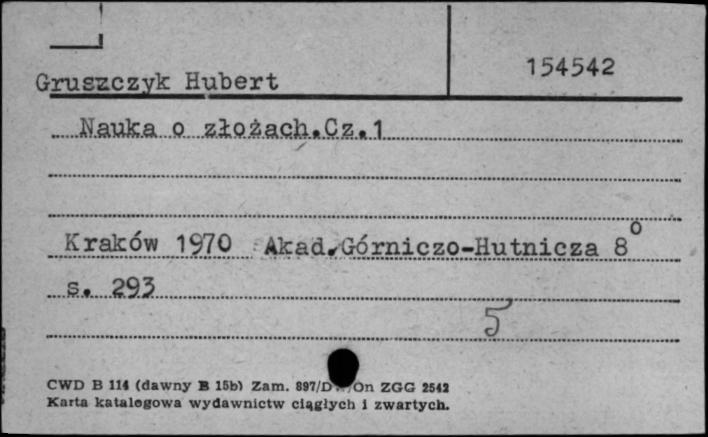 154542
Gruszczyk Hubert
Nauka o złożach.Cz.1
Kraków 1970 Akad.Górniczo-Hutnicza 8°
s. 293
5
CWD B 114 (dawny B 15b) Zam. 897/D On ZGG 2542
Karta katalogowa wydawnictw ciągłych i zwartych.